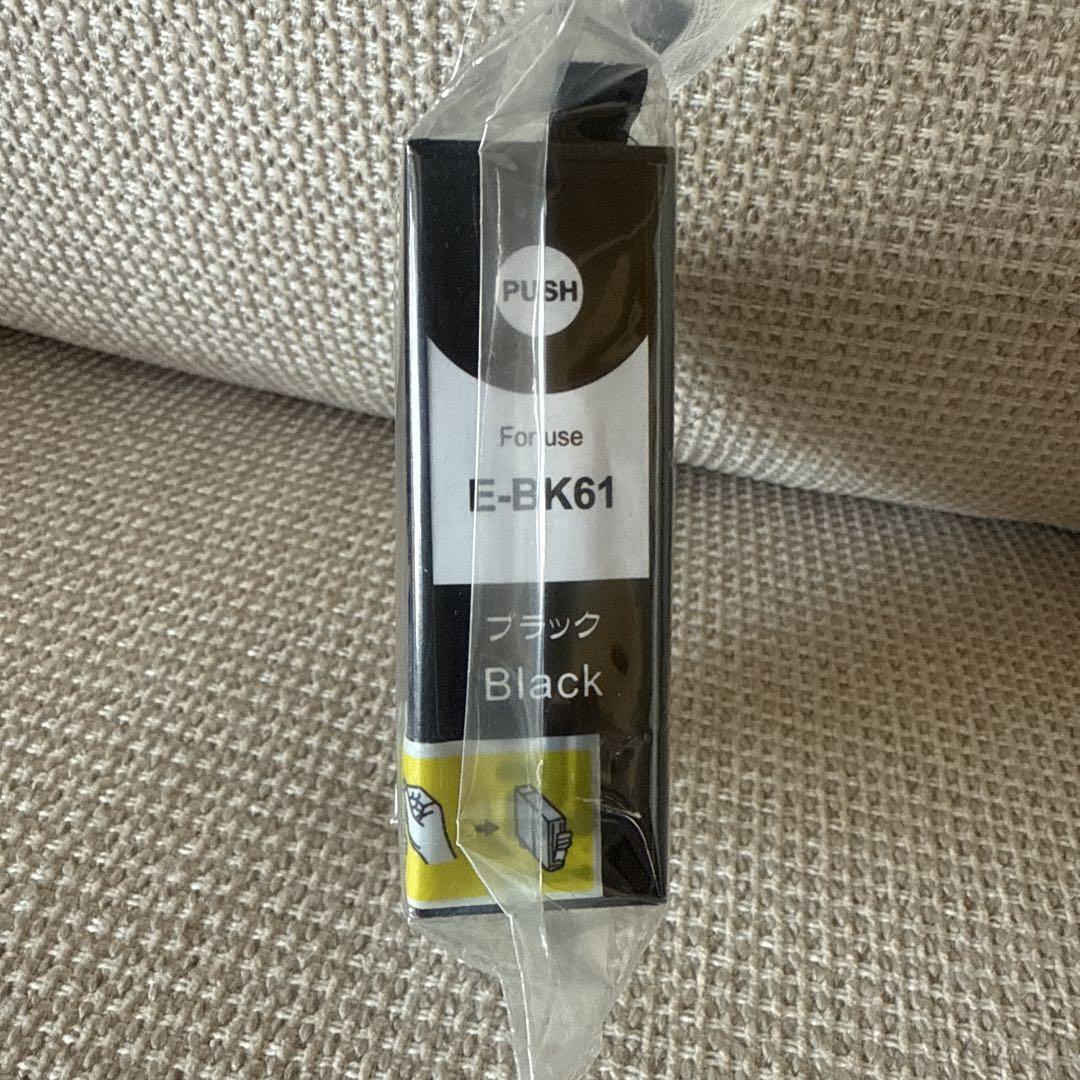 PUSH
For use
E-BK61
ブラック
Black